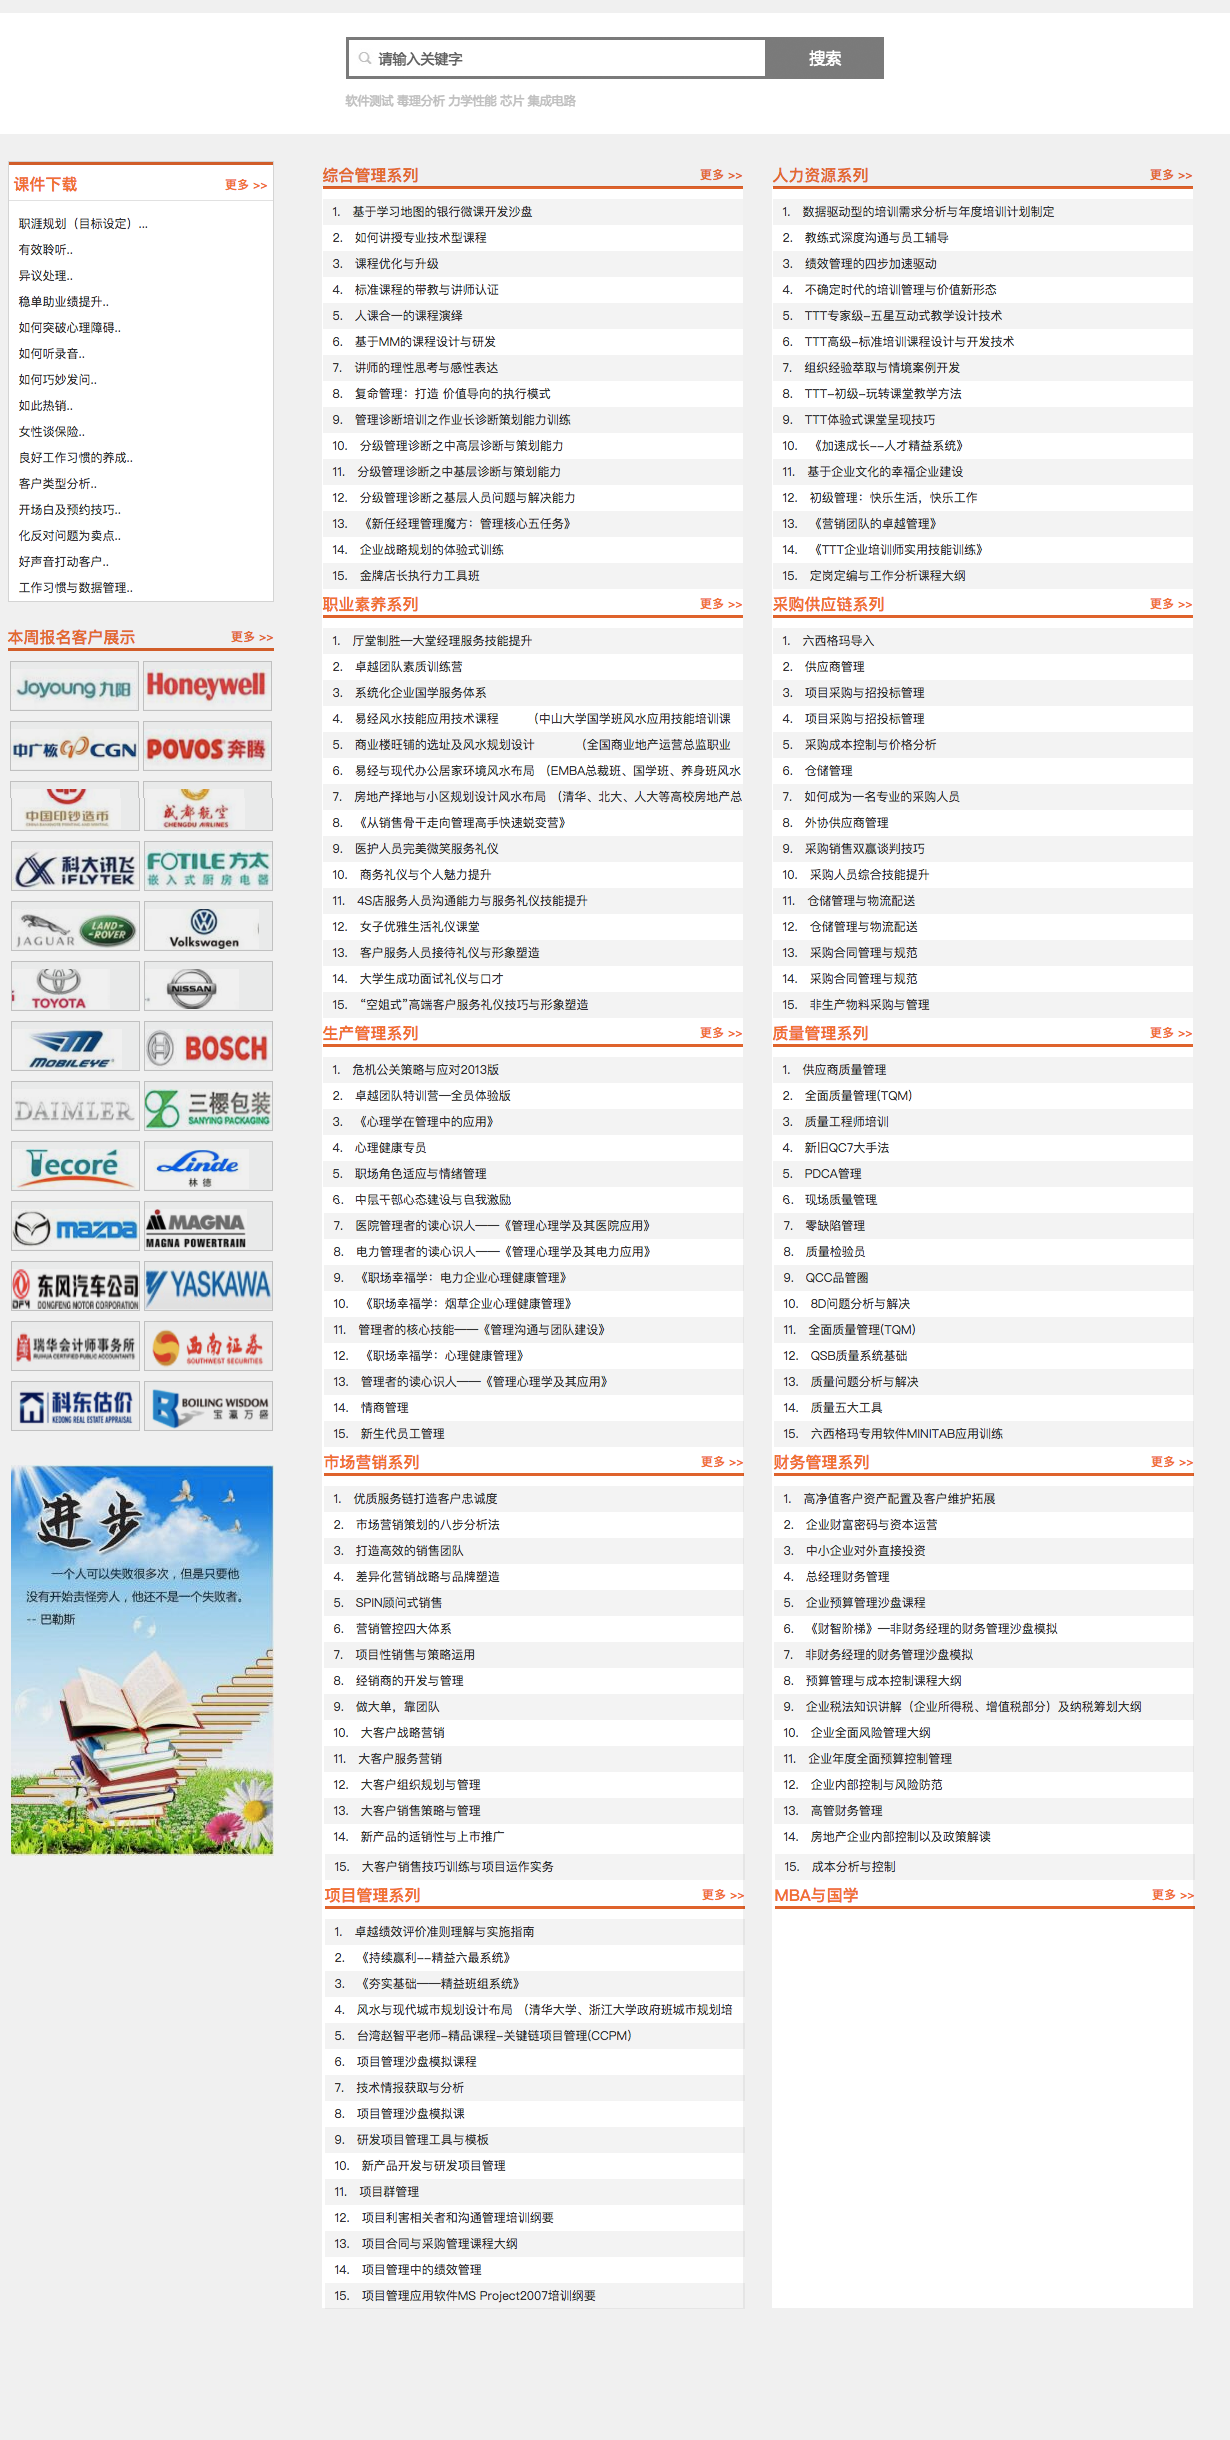 请输入关键字
搜索
软件测试 毒理分析 力学性能 芯片 集成电路
课件下载 更多 >>
职涯规划（目标设定）...
有效聆听..
异议处理..
稳单助业绩提升..
如何突破心理障碍..
如何听录音..
如何巧妙发问..
如此热销..
女性谈保险..
良好工作习惯的养成..
客户类型分析..
开场白及预约技巧..
化反对问题为卖点..
好声音打动客户..
工作习惯与数据管理..
本周报名客户展示 更多 >>
Joyoung 九阳
Honeywell
中广核 CGN
POVOS 奔腾
中国印钞造币
成都航空
CHENGDU AIRLINES
科大讯飞
iFLYTEK
FOTILE 方太
嵌入式厨房电器
JAGUAR
LAND-ROVER
Volkswagen
TOYOTA
NISSAN
MOBILEYE
BOSCH
DAIMLER
三樱包装
SANYING PACKAGING
Tecoré
Linde
林德
mazda
MAGNA
MAGNA POWERTRAIN
东风汽车公司
DFM DONGFENG MOTOR CORPORATION
YASKAWA
瑞华会计师事务所
RUIHUA CERTIFIED PUBLIC ACCOUNTANTS
西南证券
SOUTHWEST SECURITIES
科东估价
KEDONG REAL ESTATE APPRAISAL
BOILING WISDOM
宝瀛万盛
进步
一个人可以失败很多次，但是只要他
没有开始责怪旁人，他还不是一个失败者。
-- 巴勒斯
综合管理系列 更多 >>
1. 基于学习地图的银行微课开发沙盘
2. 如何讲授专业技术型课程
3. 课程优化与升级
4. 标准课程的带教与讲师认证
5. 人课合一的课程演绎
6. 基于MM的课程设计与研发
7. 讲师的理性思考与感性表达
8. 复命管理：打造 价值导向的执行模式
9. 管理诊断培训之作业长诊断策划能力训练
10. 分级管理诊断之中高层诊断与策划能力
11. 分级管理诊断之中基层诊断与策划能力
12. 分级管理诊断之基层人员问题与解决能力
13. 《新任经理管理魔方：管理核心五任务》
14. 企业战略规划的体验式训练
15. 金牌店长执行力工具班
人力资源系列 更多 >>
1. 数据驱动型的培训需求分析与年度培训计划制定
2. 教练式深度沟通与员工辅导
3. 绩效管理的四步加速驱动
4. 不确定时代的培训管理与价值新形态
5. TTT专家级-五星互动式教学设计技术
6. TTT高级-标准培训课程设计与开发技术
7. 组织经验萃取与情境案例开发
8. TTT-初级-玩转课堂教学方法
9. TTT体验式课堂呈现技巧
10. 《加速成长--人才精益系统》
11. 基于企业文化的幸福企业建设
12. 初级管理：快乐生活，快乐工作
13. 《营销团队的卓越管理》
14. 《TTT企业培训师实用技能训练》
15. 定岗定编与工作分析课程大纲
职业素养系列 更多 >>
1. 厅堂制胜—大堂经理服务技能提升
2. 卓越团队素质训练营
3. 系统化企业国学服务体系
4. 易经风水技能应用技术课程 （中山大学国学班风水应用技能培训课
5. 商业楼旺铺的选址及风水规划设计 （全国商业地产运营总监职业
6. 易经与现代办公居家环境风水布局 （EMBA总裁班、国学班、养身班风水
7. 房地产择地与小区规划设计风水布局 （清华、北大、人大等高校房地产总
8. 《从销售骨干走向管理高手快速蜕变营》
9. 医护人员完美微笑服务礼仪
10. 商务礼仪与个人魅力提升
11. 4S店服务人员沟通能力与服务礼仪技能提升
12. 女子优雅生活礼仪课堂
13. 客户服务人员接待礼仪与形象塑造
14. 大学生成功面试礼仪与口才
15. “空姐式”高端客户服务礼仪技巧与形象塑造
采购供应链系列 更多 >>
1. 六西格玛导入
2. 供应商管理
3. 项目采购与招投标管理
4. 项目采购与招投标管理
5. 采购成本控制与价格分析
6. 仓储管理
7. 如何成为一名专业的采购人员
8. 外协供应商管理
9. 采购销售双赢谈判技巧
10. 采购人员综合技能提升
11. 仓储管理与物流配送
12. 仓储管理与物流配送
13. 采购合同管理与规范
14. 采购合同管理与规范
15. 非生产物料采购与管理
生产管理系列 更多 >>
1. 危机公关策略与应对2013版
2. 卓越团队特训营—全员体验版
3. 《心理学在管理中的应用》
4. 心理健康专员
5. 职场角色适应与情绪管理
6. 中层干部心态建设与自我激励
7. 医院管理者的读心识人——《管理心理学及其医院应用》
8. 电力管理者的读心识人——《管理心理学及其电力应用》
9. 《职场幸福学：电力企业心理健康管理》
10. 《职场幸福学：烟草企业心理健康管理》
11. 管理者的核心技能——《管理沟通与团队建设》
12. 《职场幸福学：心理健康管理》
13. 管理者的读心识人——《管理心理学及其应用》
14. 情商管理
15. 新生代员工管理
质量管理系列 更多 >>
1. 供应商质量管理
2. 全面质量管理(TQM)
3. 质量工程师培训
4. 新旧QC7大手法
5. PDCA管理
6. 现场质量管理
7. 零缺陷管理
8. 质量检验员
9. QCC品管圈
10. 8D问题分析与解决
11. 全面质量管理(TQM)
12. QSB质量系统基础
13. 质量问题分析与解决
14. 质量五大工具
15. 六西格玛专用软件MINITAB应用训练
市场营销系列 更多 >>
1. 优质服务链打造客户忠诚度
2. 市场营销策划的八步分析法
3. 打造高效的销售团队
4. 差异化营销战略与品牌塑造
5. SPIN顾问式销售
6. 营销管控四大体系
7. 项目性销售与策略运用
8. 经销商的开发与管理
9. 做大单，靠团队
10. 大客户战略营销
11. 大客户服务营销
12. 大客户组织规划与管理
13. 大客户销售策略与管理
14. 新产品的适销性与上市推广
15. 大客户销售技巧训练与项目运作实务
财务管理系列 更多 >>
1. 高净值客户资产配置及客户维护拓展
2. 企业财富密码与资本运营
3. 中小企业对外直接投资
4. 总经理财务管理
5. 企业预算管理沙盘课程
6. 《财智阶梯》—非财务经理的财务管理沙盘模拟
7. 非财务经理的财务管理沙盘模拟
8. 预算管理与成本控制课程大纲
9. 企业税法知识讲解（企业所得税、增值税部分）及纳税筹划大纲
10. 企业全面风险管理大纲
11. 企业年度全面预算控制管理
12. 企业内部控制与风险防范
13. 高管财务管理
14. 房地产企业内部控制以及政策解读
15. 成本分析与控制
项目管理系列 更多 >>
1. 卓越绩效评价准则理解与实施指南
2. 《持续赢利--精益六最系统》
3. 《夯实基础——精益班组系统》
4. 风水与现代城市规划设计布局 （清华大学、浙江大学政府班城市规划培
5. 台湾赵智平老师-精品课程-关键链项目管理(CCPM)
6. 项目管理沙盘模拟课程
7. 技术情报获取与分析
8. 项目管理沙盘模拟课
9. 研发项目管理工具与模板
10. 新产品开发与研发项目管理
11. 项目群管理
12. 项目利害相关者和沟通管理培训纲要
13. 项目合同与采购管理课程大纲
14. 项目管理中的绩效管理
15. 项目管理应用软件MS Project2007培训纲要
MBA与国学 更多 >>